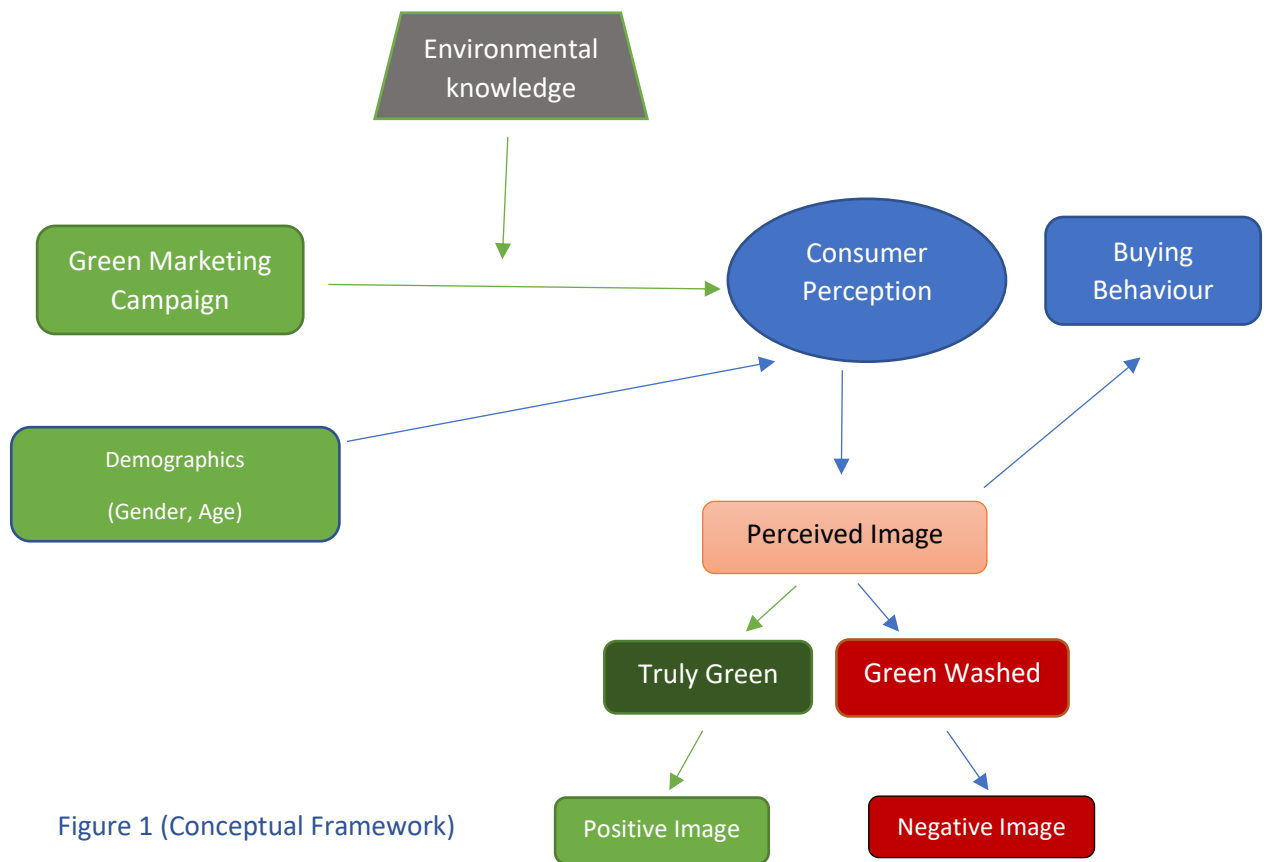 Environmental
knowledge
Green Marketing
Campaign
Consumer
Perception
Buying
Behaviour
Demographics
(Gender, Age)
Perceived Image
Truly Green
Green Washed
Figure 1 (Conceptual Framework)
Positive Image
Negative Image